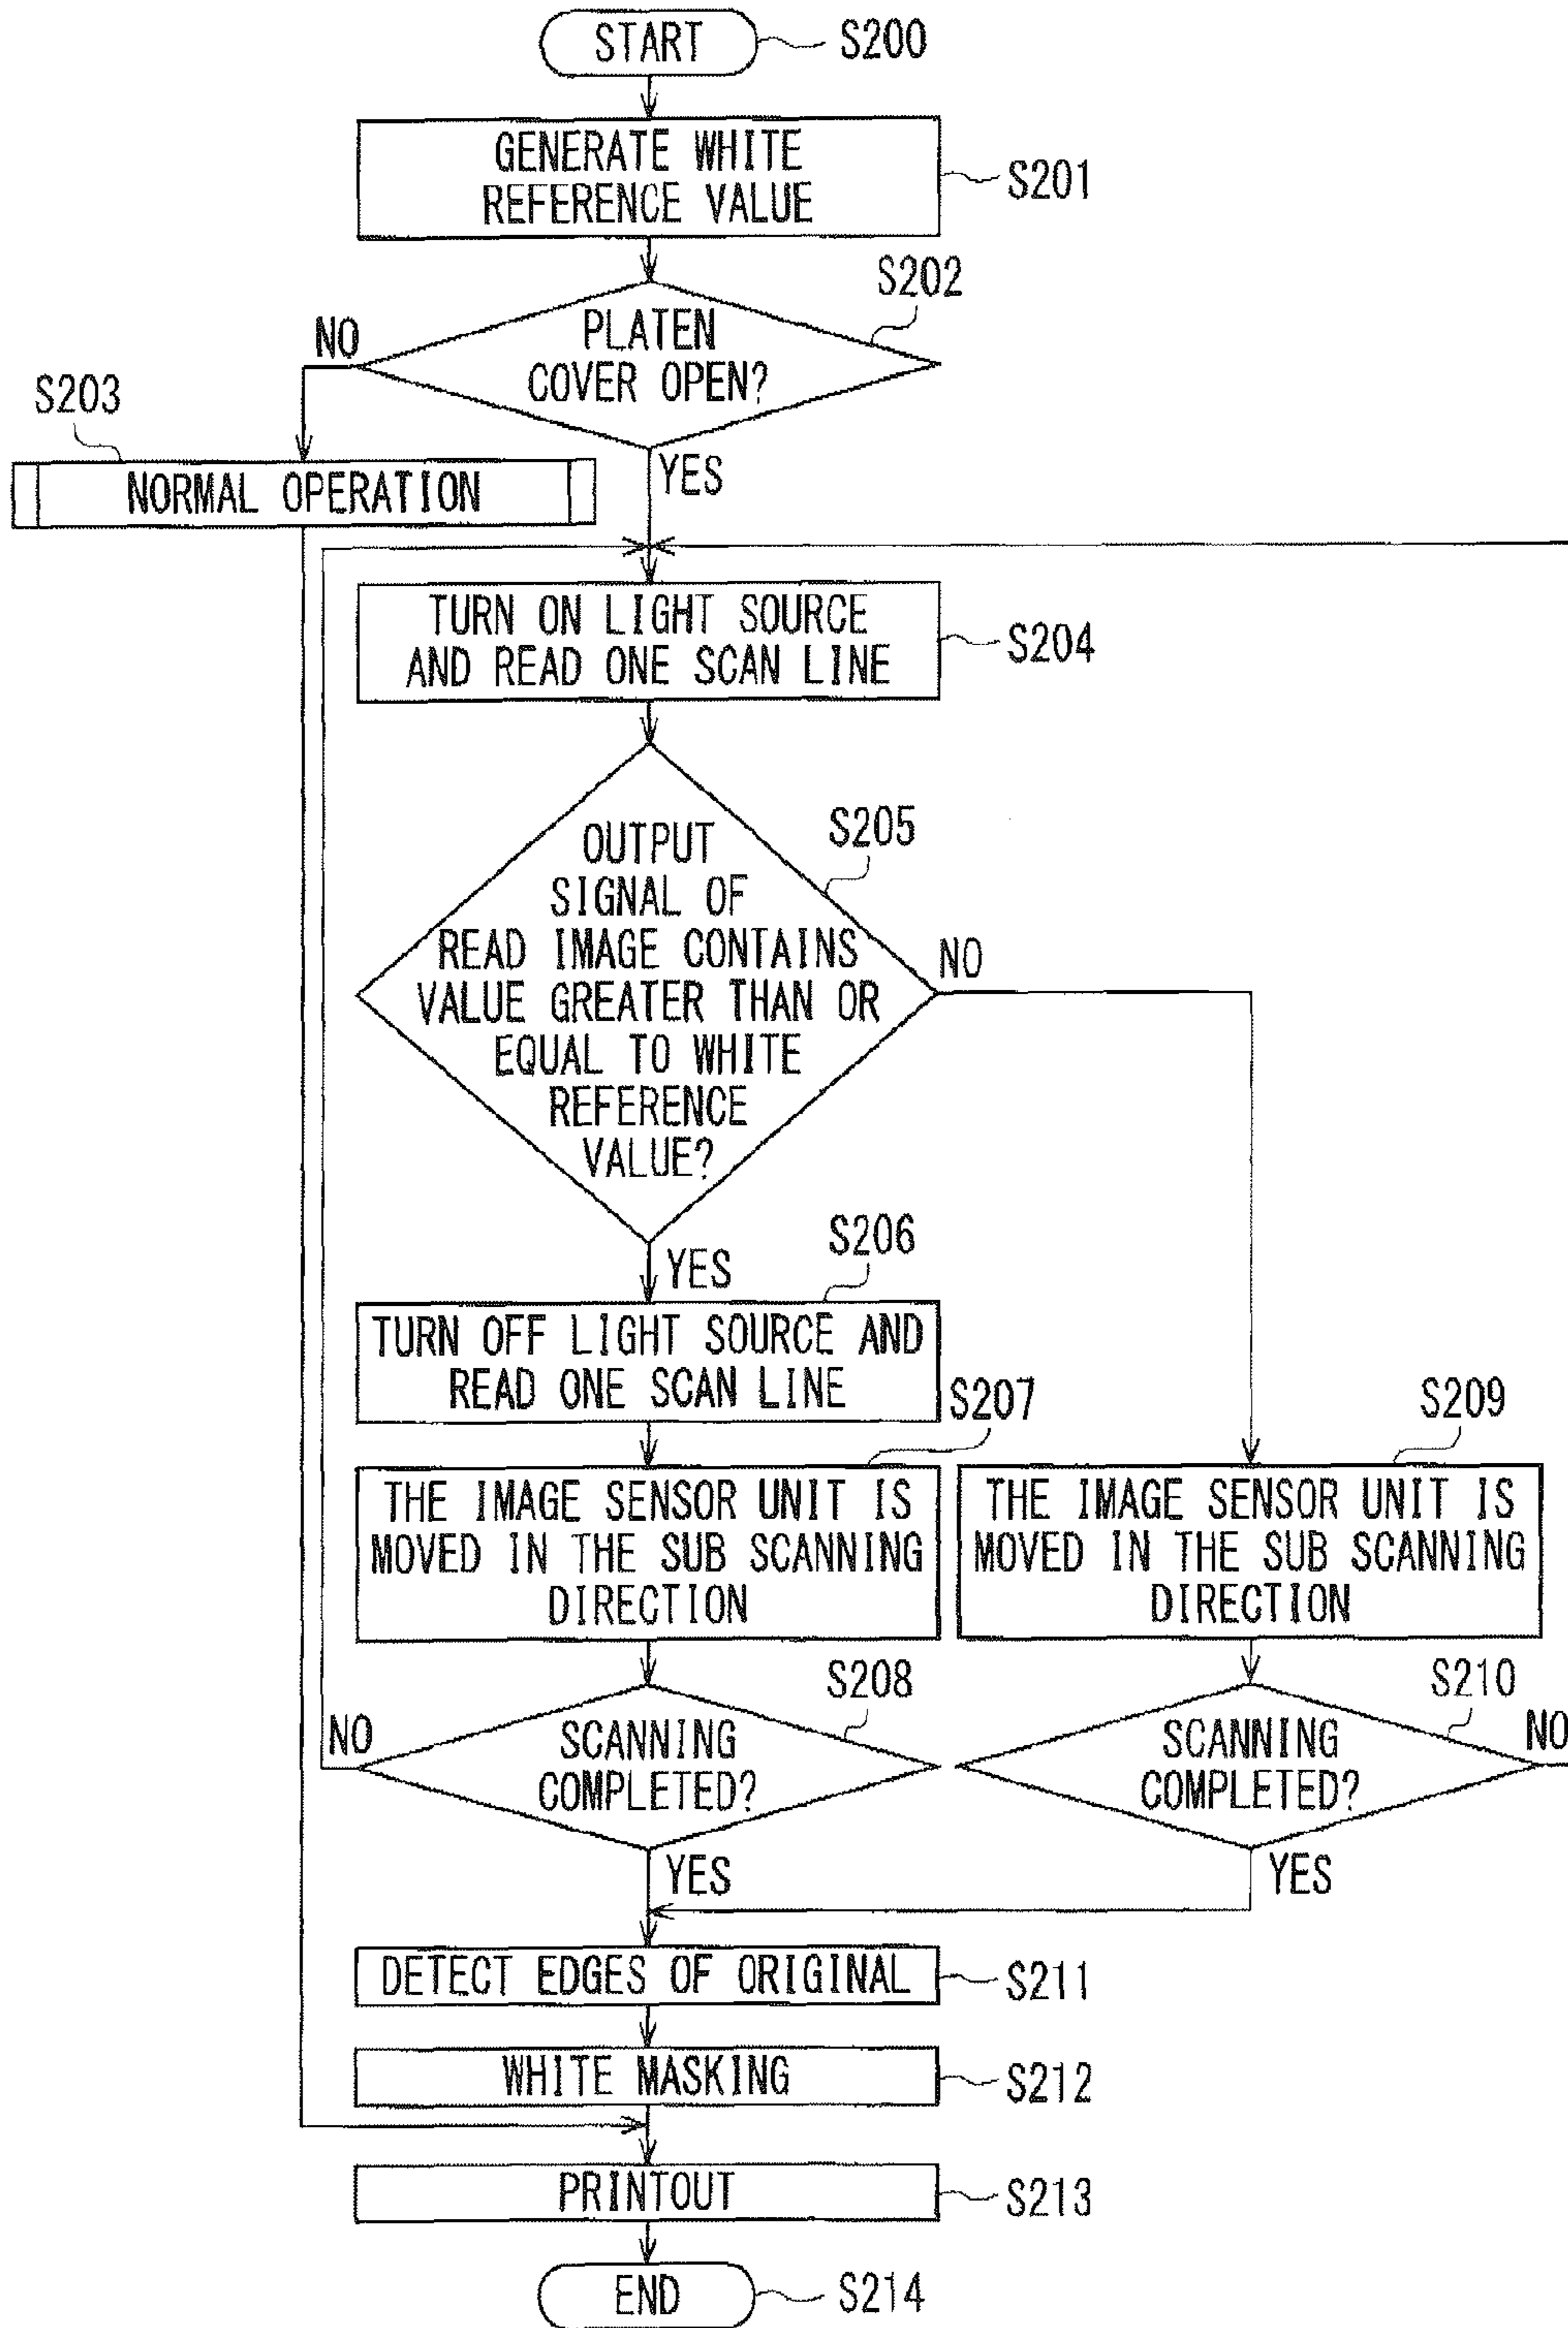 START
S200
GENERATE WHITE
REFERENCE VALUE
S201
S202
PLATEN
COVER OPEN?
NO
YES
S203
NORMAL OPERATION
TURN ON LIGHT SOURCE
AND READ ONE SCAN LINE
S204
S205
OUTPUT
SIGNAL OF
READ IMAGE CONTAINS
VALUE GREATER THAN OR
EQUAL TO WHITE
REFERENCE
VALUE?
NO
YES
S206
TURN OFF LIGHT SOURCE AND
READ ONE SCAN LINE
S207
THE IMAGE SENSOR UNIT IS
MOVED IN THE SUB SCANNING
DIRECTION
S209
THE IMAGE SENSOR UNIT IS
MOVED IN THE SUB SCANNING
DIRECTION
S208
SCANNING
COMPLETED?
NO
YES
S210
SCANNING
COMPLETED?
NO
YES
DETECT EDGES OF ORIGINAL
S211
WHITE MASKING
S212
PRINTOUT
S213
END
S214